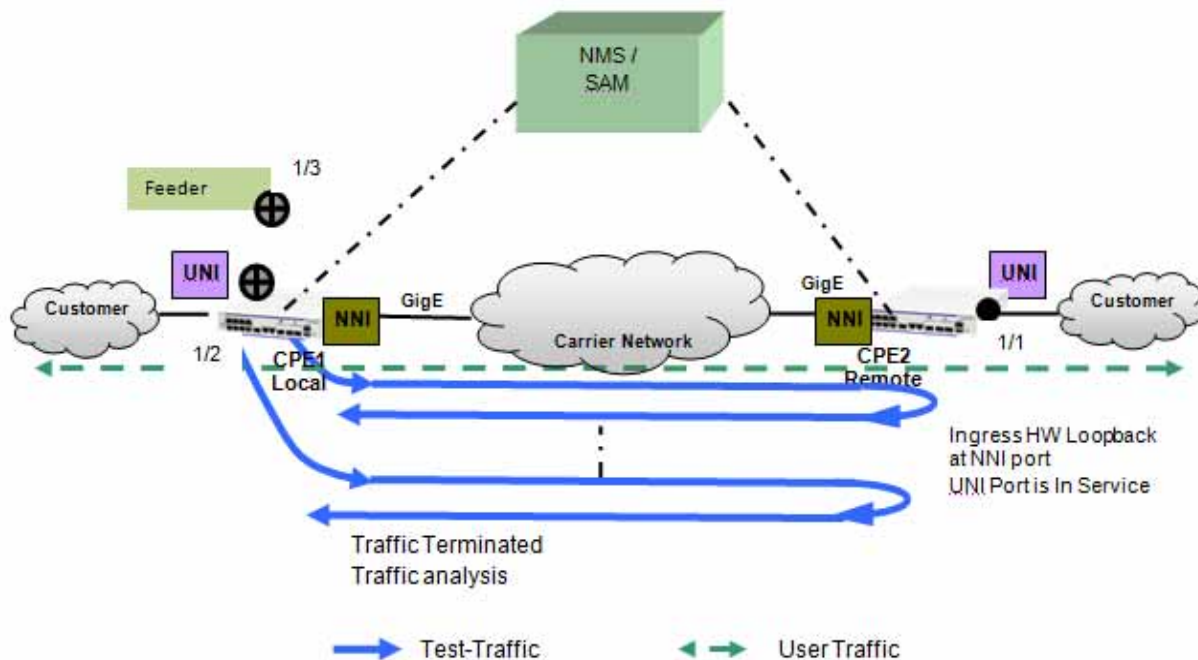 NMS /
SAM
1/3
Feeder
UNI
UNI
Customer
GigE
GigE
Customer
NNI
NNI
Carrier Network
1/2
CPE1
Local
CPE2
Remote
1/1
Ingress HW Loopback
at NNI port
UNI Port is In Service
Traffic Terminated
Traffic analysis
Test-Traffic
User Traffic